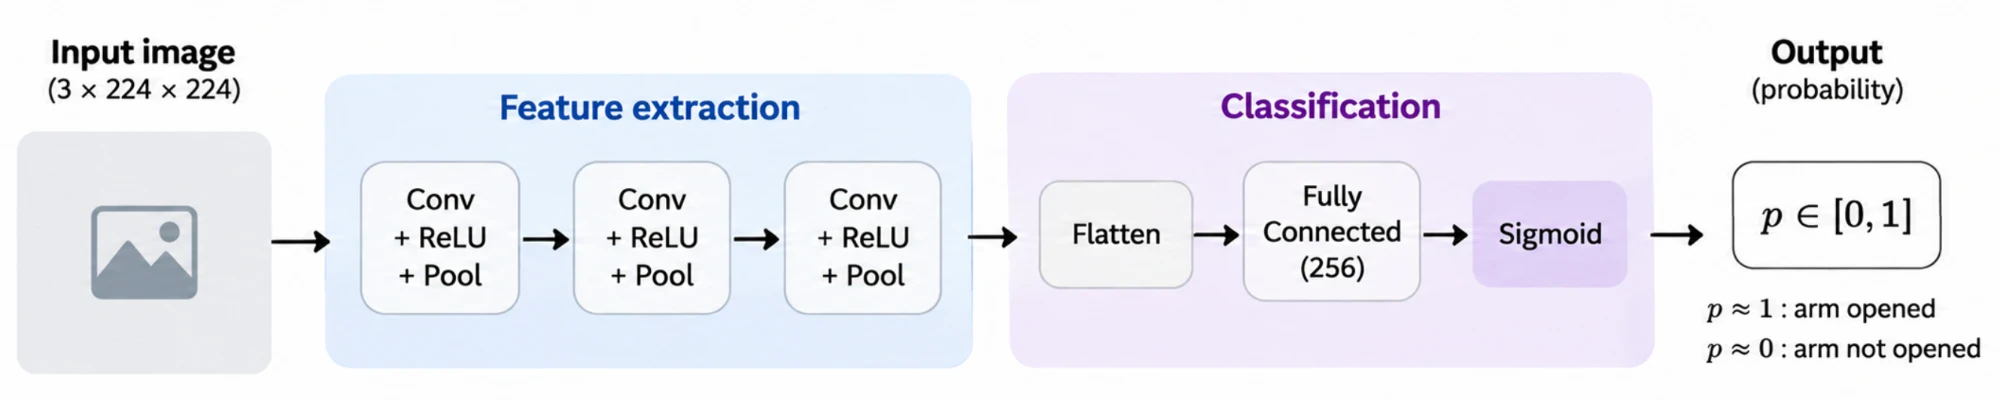 Input image
(3 × 224 × 224)
Feature extraction
Conv
+ ReLU
+ Pool
Conv
+ ReLU
+ Pool
Conv
+ ReLU
+ Pool
Classification
Flatten
Fully
Connected
(256)
Sigmoid
Output
(probability)
p ∈ [0, 1]
p ≈ 1 : arm opened
p ≈ 0 : arm not opened